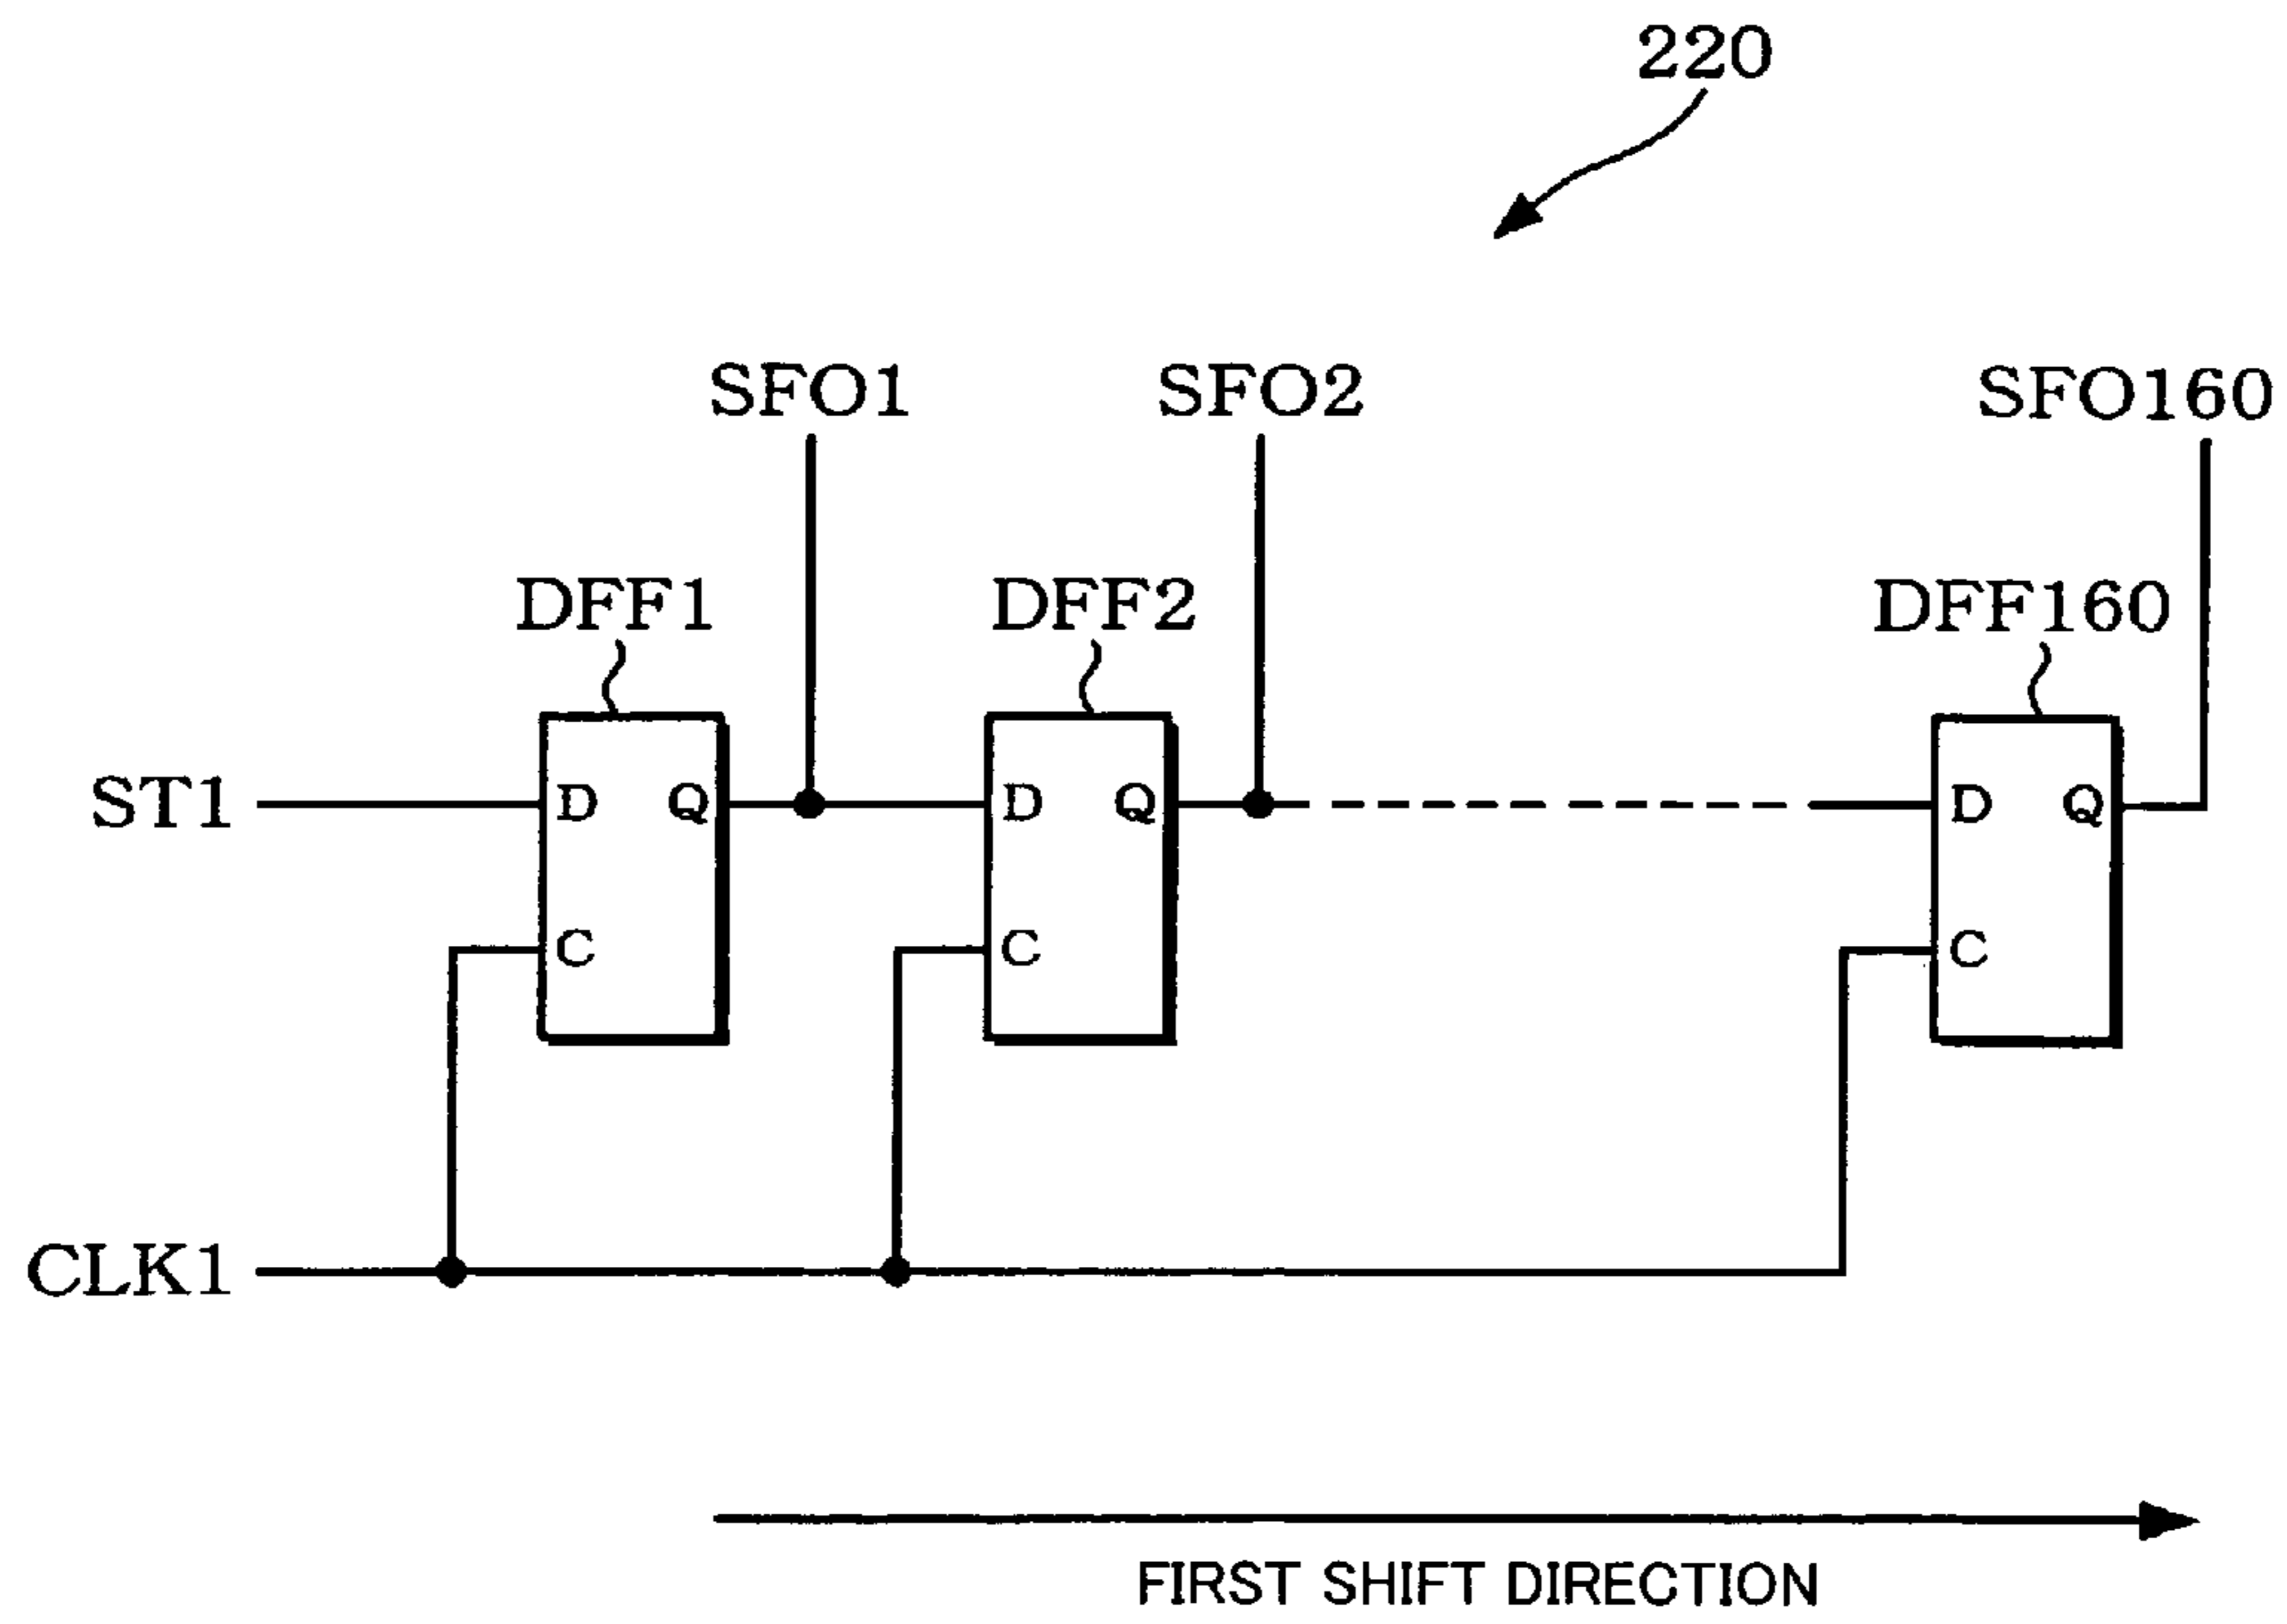 220
SFO1 SFO2 SFO160
DFF1 DFF2 DFF160
ST1 D Q D Q D Q
C C C
CLK1
FIRST SHIFT DIRECTION